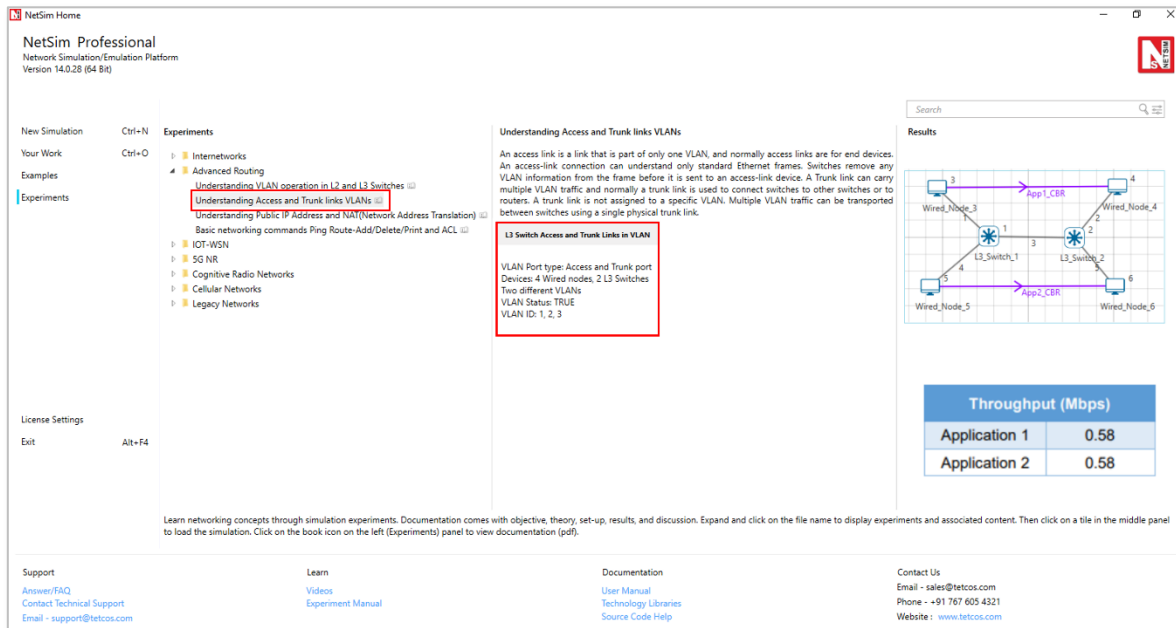 NetSim Home
NetSim Professional
Network Simulation/Emulation Platform
Version 14.0.28 (64 Bit)
NETSIM
Search
New Simulation Ctrl+N
Your Work Ctrl+O
Examples
Experiments
License Settings
Exit Alt+F4
Experiments
Internetworks
Advanced Routing
Understanding VLAN operation in L2 and L3 Switches
Understanding Access and Trunk links VLANs
Understanding Public IP Address and NAT(Network Address Translation)
Basic networking commands Ping Route-Add/Delete/Print and ACL
IOT-WSN
5G NR
Cognitive Radio Networks
Cellular Networks
Legacy Networks
Understanding Access and Trunk links VLANs
An access link is a link that is part of only one VLAN, and normally access links are for end devices.
An access-link connection can understand only standard Ethernet frames. Switches remove any
VLAN information from the frame before it is sent to an access-link device. A Trunk link can carry
multiple VLAN traffic and normally a trunk link is used to connect switches to other switches or to
routers. A trunk link is not assigned to a specific VLAN. Multiple VLAN traffic can be transported
between switches using a single physical trunk link.
L3 Switch Access and Trunk Links in VLAN
VLAN Port type: Access and Trunk port
Devices: 4 Wired nodes, 2 L3 Switches
Two different VLANs
VLAN Status: TRUE
VLAN ID: 1, 2, 3
Results
3 App1_CBR 4
Wired_Node_3 Wired_Node_4
1 2
1 2
L3_Switch_1 3 L3_Switch_2
4 5
5 App2_CBR 6
Wired_Node_5 Wired_Node_6
Throughput (Mbps)
Application 1 0.58
Application 2 0.58
Learn networking concepts through simulation experiments. Documentation comes with objective, theory, set-up, results, and discussion. Expand and click on the file name to display experiments and associated content. Then click on a tile in the middle panel
to load the simulation. Click on the book icon on the left (Experiments) panel to view documentation (pdf).
Support
Answer/FAQ
Contact Technical Support
Email - support@tetcos.com
Learn
Videos
Experiment Manual
Documentation
User Manual
Technology Libraries
Source Code Help
Contact Us
Email - sales@tetcos.com
Phone - +91 767 605 4321
Website : www.tetcos.com